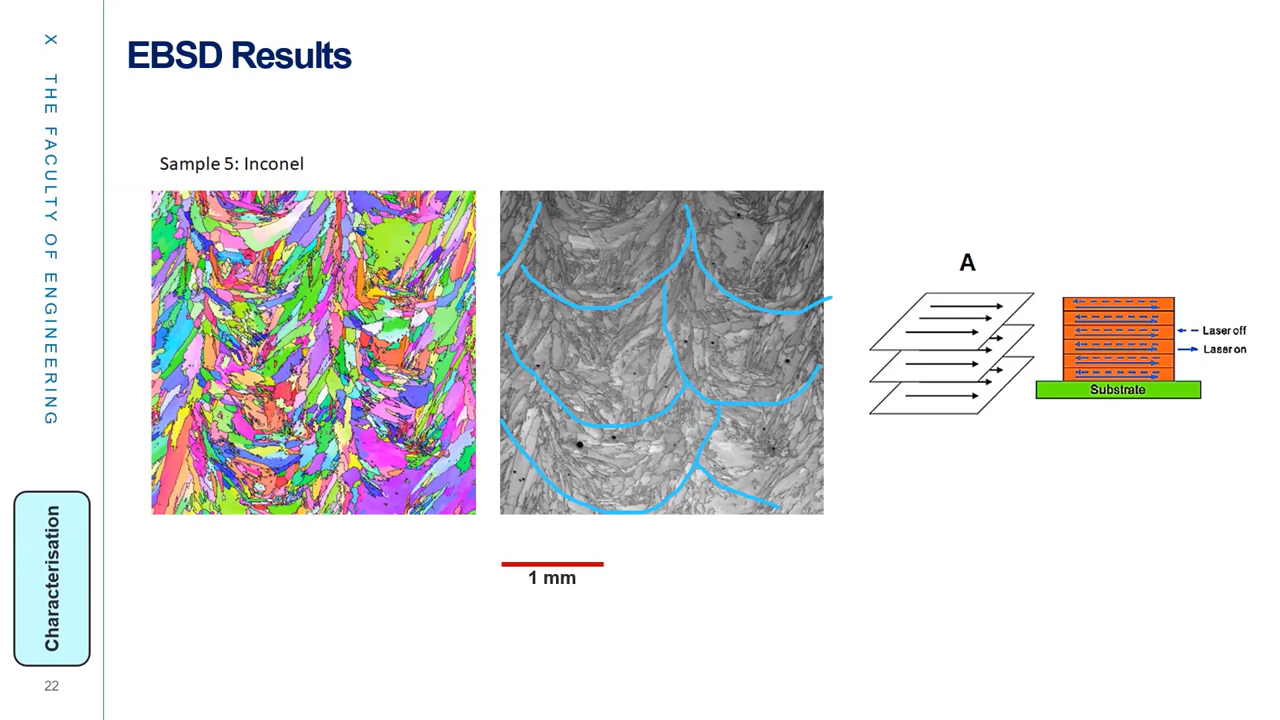 X THE FACULTY OF ENGINEERING
EBSD Results
Sample 5: Inconel
A
Laser off
Laser on
Substrate
1 mm
Characterisation
22